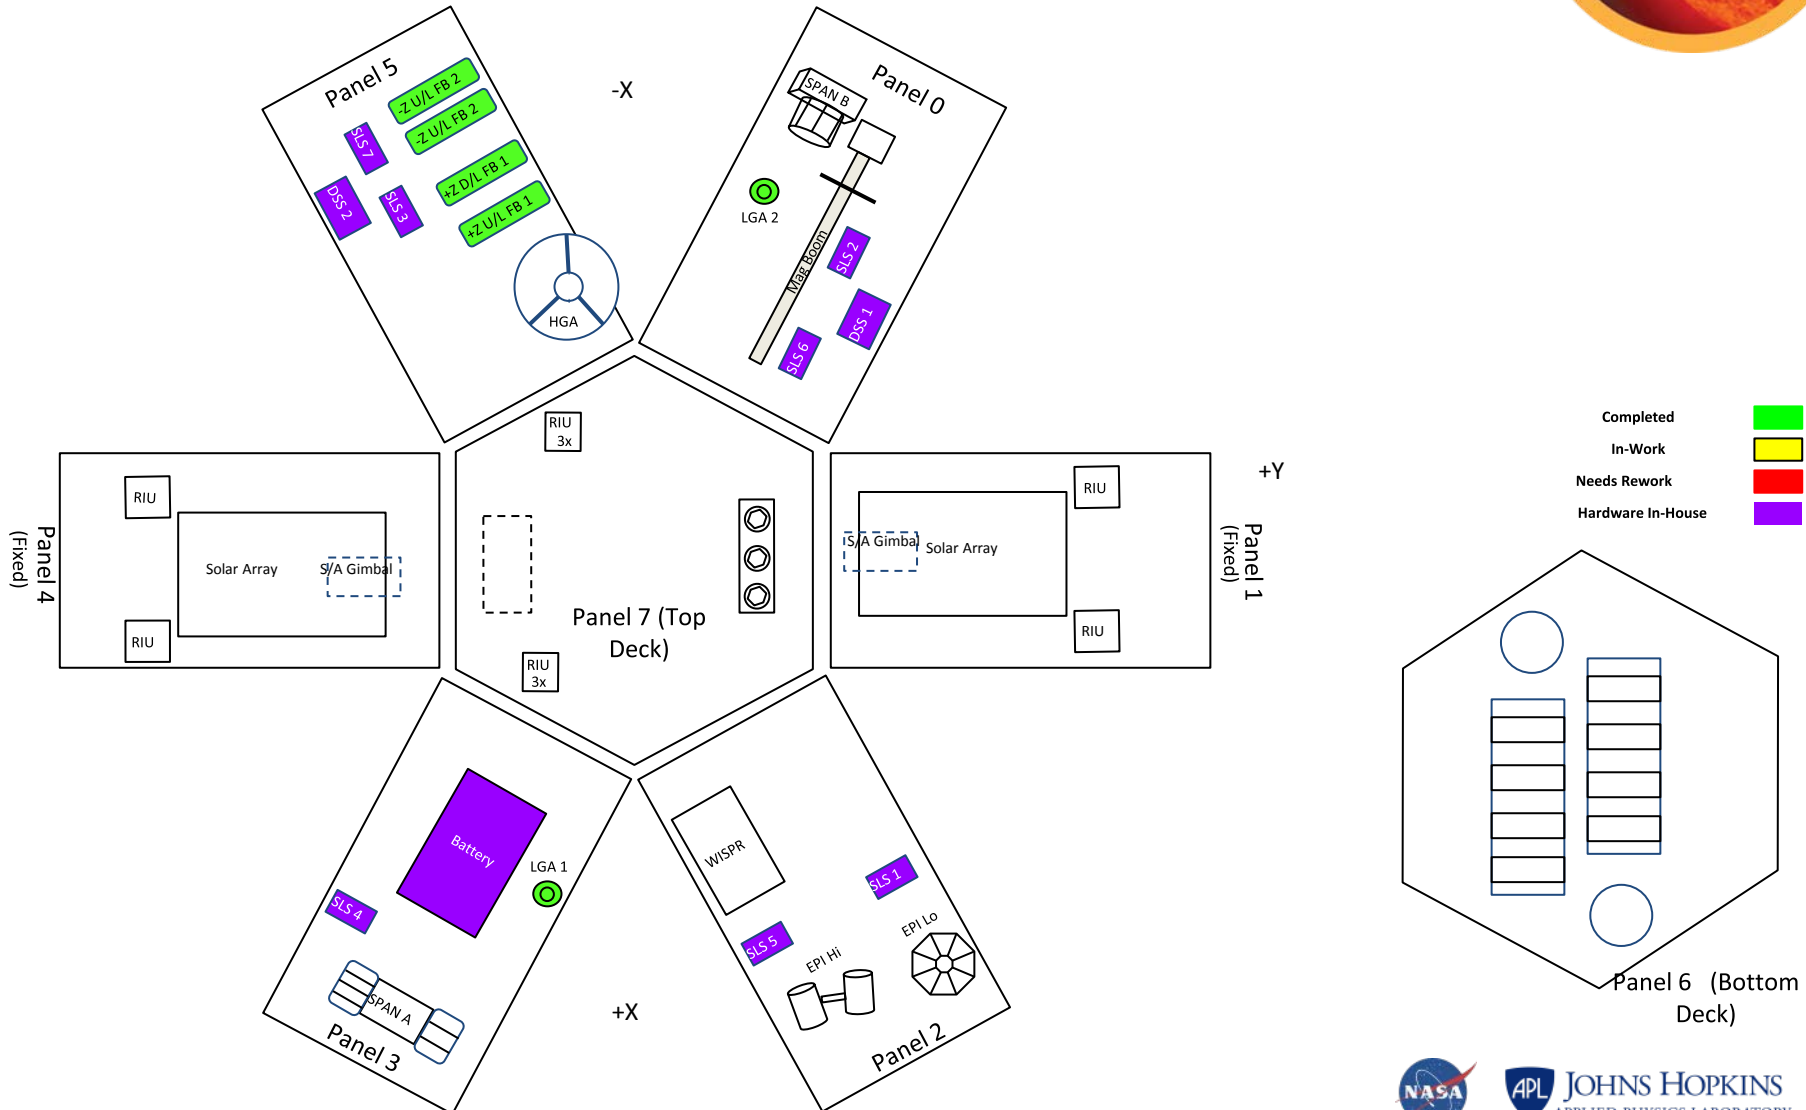 Panel 5
-Z U/L FB 2
-Z U/L FB 2
+Z D/L FB 1
+Z U/L FB 1
SLS 7
DSS 2
SLS 3
HGA
-X
Panel 0
SPAN B
LGA 2
Mag Boom
SLS 2
DSS 1
SLS 6
Completed
In-Work
Needs Rework
Hardware In-House
Panel 4
(Fixed)
RIU
Solar Array
S/A Gimbal
RIU
RIU
3x
Panel 7 (Top
Deck)
RIU
3x
S/A Gimbal
Solar Array
RIU
RIU
+Y
Panel 1
(Fixed)
Battery
LGA 1
SLS 4
SPAN A
Panel 3
+X
WISPR
SLS 1
SLS 5
EPI Lo
EPI Hi
Panel 2
Panel 6 (Bottom
Deck)
NASA
APL
JOHNS HOPKINS
APPLIED PHYSICS LABORATORY